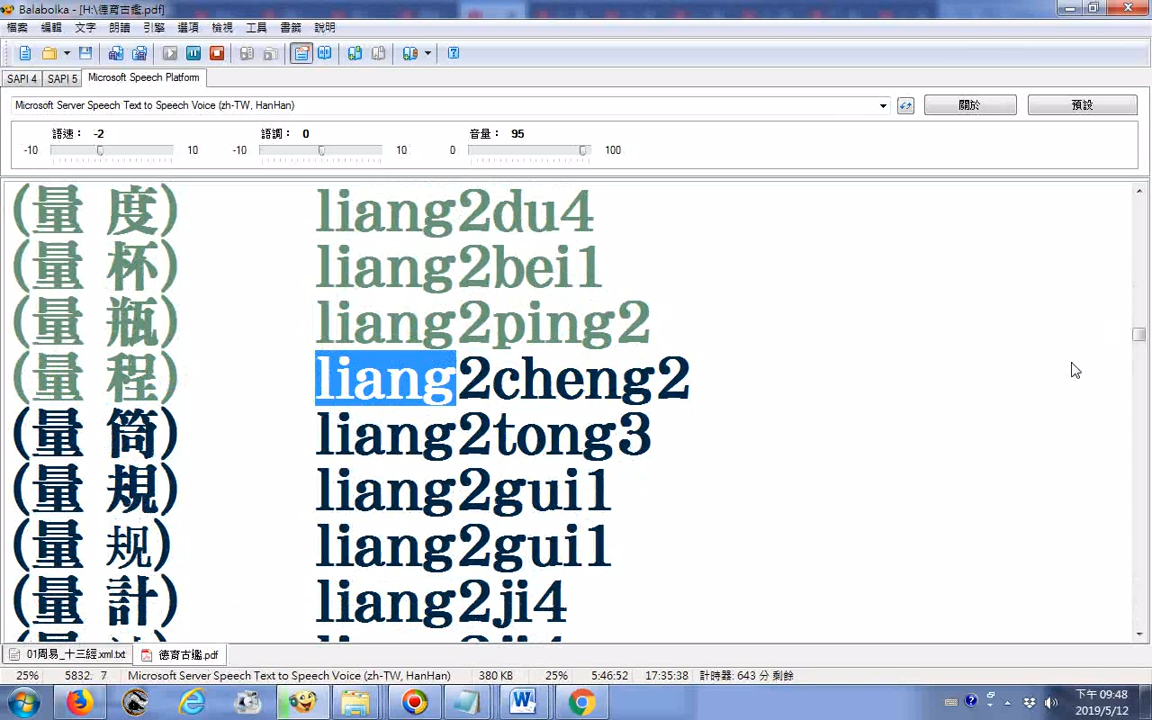 Balabolka - [H:\德育古鑑.pdf]
檔案 編輯 文字 朗讀 引擎 選項 檢視 工具 書籤 說明
SAPI 4 SAPI 5 Microsoft Speech Platform
Microsoft Server Speech Text to Speech Voice (zh-TW, HanHan) 關於 預設
語速： -2 語調： 0 音量： 95
-10 10 -10 10 0 100
(量 度) liang2du4
(量 杯) liang2bei1
(量 瓶) liang2ping2
(量 程) liang2cheng2
(量 筒) liang2tong3
(量 規) liang2gui1
(量 规) liang2gui1
(量 計) liang2ji4
01周易_十三經.xml.txt 德育古鑑.pdf
25% 5832: 7 Microsoft Server Speech Text to Speech Voice (zh-TW, HanHan) 380 KB 25% 5:46:52 17:35:38 計時器: 643 分 剩餘
下午 09:48
2019/5/12